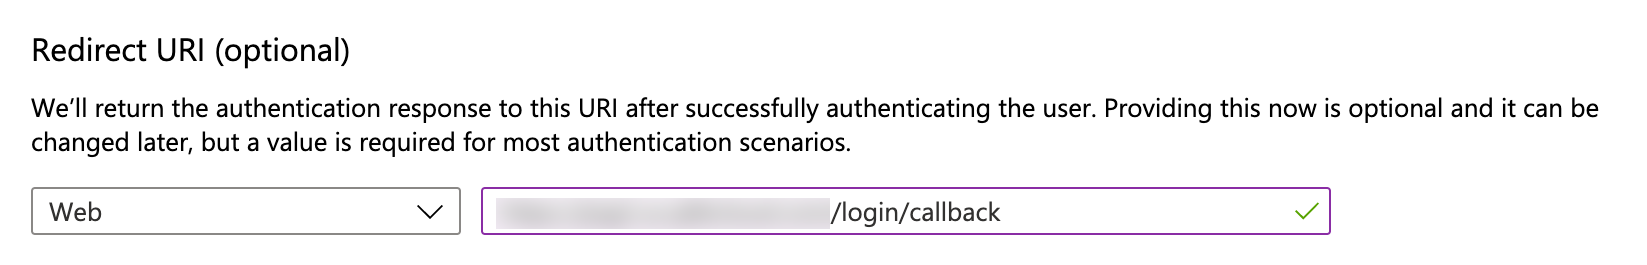 Redirect URI (optional)
We'll return the authentication response to this URI after successfully authenticating the user. Providing this now is optional and it can be
changed later, but a value is required for most authentication scenarios.
Web
/login/callback